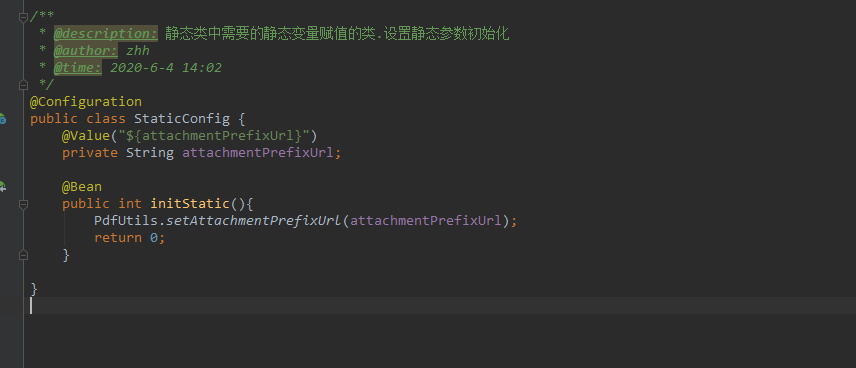 /**
 * @description: 静态类中需要的静态变量赋值的类.设置静态参数初始化
 * @author: zhh
 * @time: 2020-6-4 14:02
 */
@Configuration
public class StaticConfig {
    @Value("${attachmentPrefixUrl}")
    private String attachmentPrefixUrl;
    @Bean
    public int initStatic(){
        PdfUtils.setAttachmentPrefixUrl(attachmentPrefixUrl);
        return 0;
    }
}